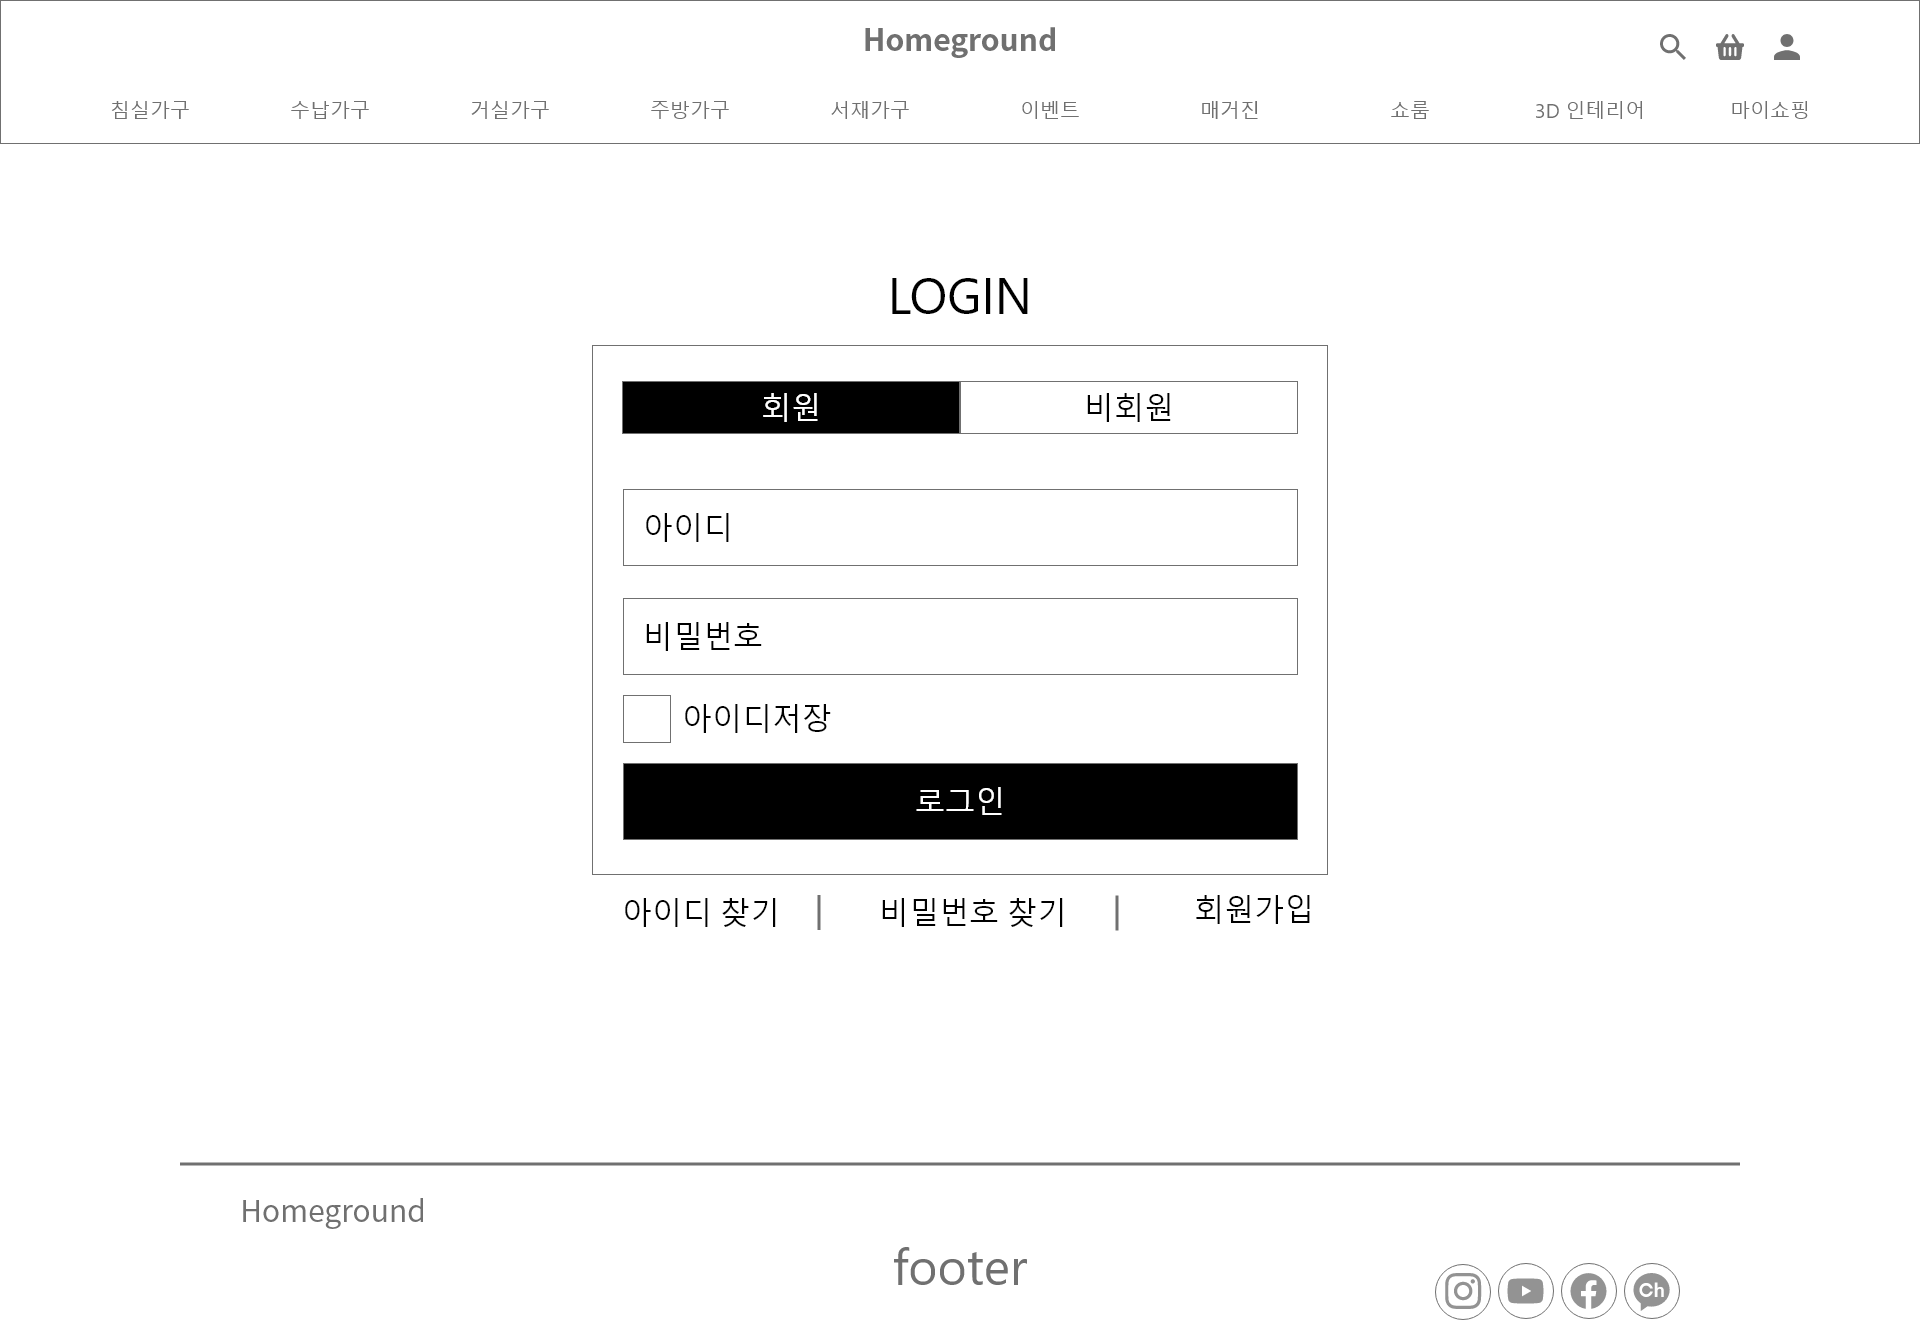 Homeground
침실가구 수납가구 거실가구 주방가구 서재가구 이벤트 매거진 쇼룸 3D 인테리어 마이쇼핑
LOGIN
회원 비회원
아이디
비밀번호
아이디저장
로그인
아이디 찾기 | 비밀번호 찾기 | 회원가입
Homeground
footer
Ch